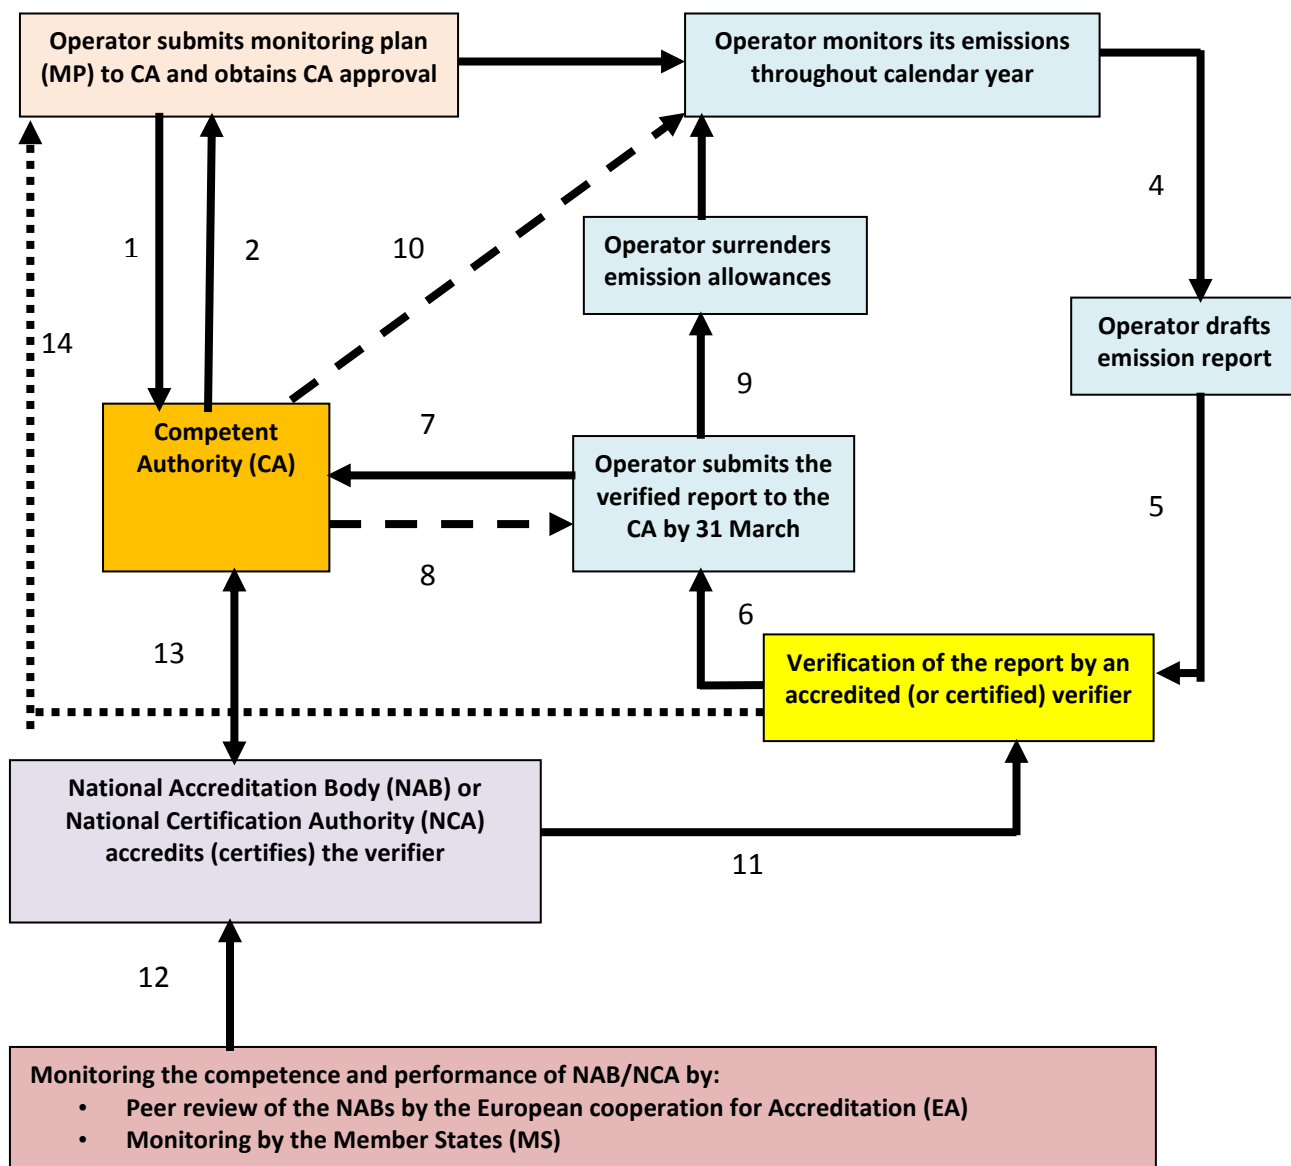 Operator submits monitoring plan
(MP) to CA and obtains CA approval
Operator monitors its emissions
throughout calendar year
4
1
2
10
Operator surrenders
emission allowances
Operator drafts
emission report
14
9
7
Competent
Authority (CA)
Operator submits the
verified report to the
CA by 31 March
5
8
6
13
Verification of the report by an
accredited (or certified) verifier
National Accreditation Body (NAB) or
National Certification Authority (NCA)
accredits (certifies) the verifier
11
12
Monitoring the competence and performance of NAB/NCA by:
• Peer review of the NABs by the European cooperation for Accreditation (EA)
• Monitoring by the Member States (MS)